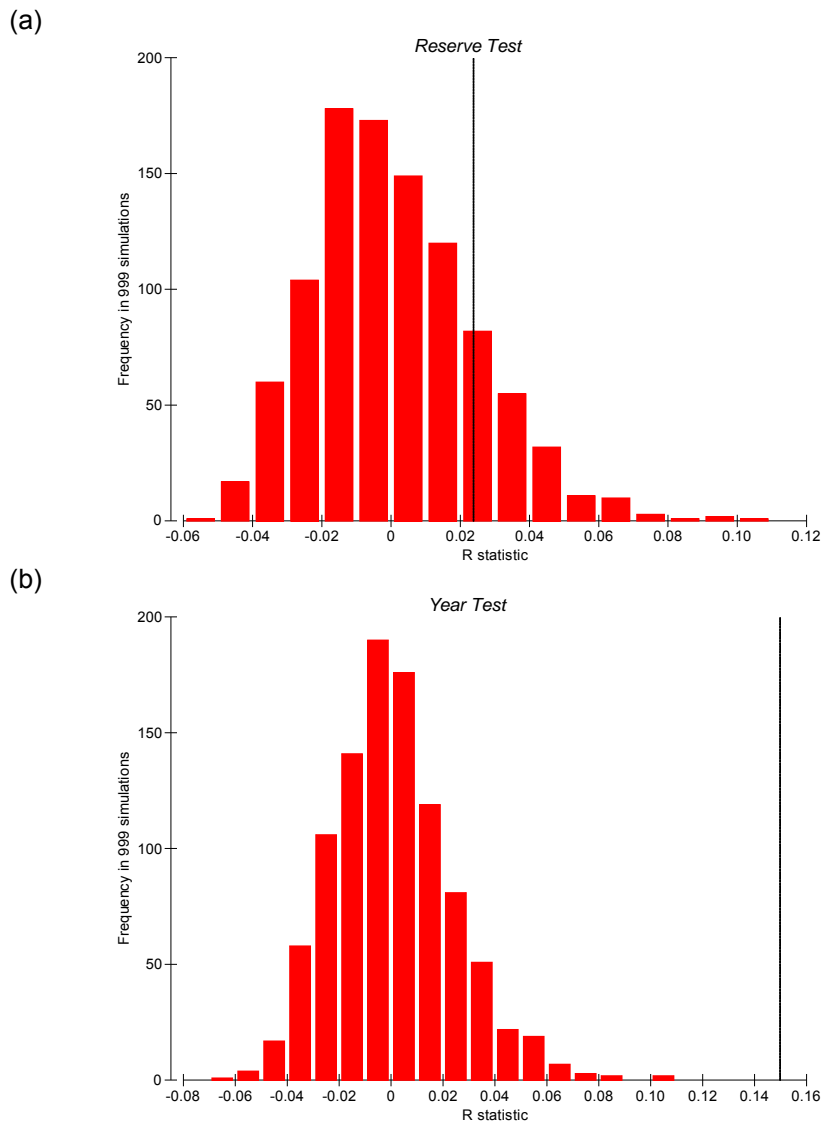 (a)
Reserve Test
200
150
100
50
0
Frequency in 999 simulations
-0.06 -0.04 -0.02 0 0.02 0.04 0.06 0.08 0.10 0.12
R statistic
(b)
Year Test
200
150
100
50
0
Frequency in 999 simulations
-0.08 -0.06 -0.04 -0.02 0 0.02 0.04 0.06 0.08 0.10 0.12 0.14 0.16
R statistic